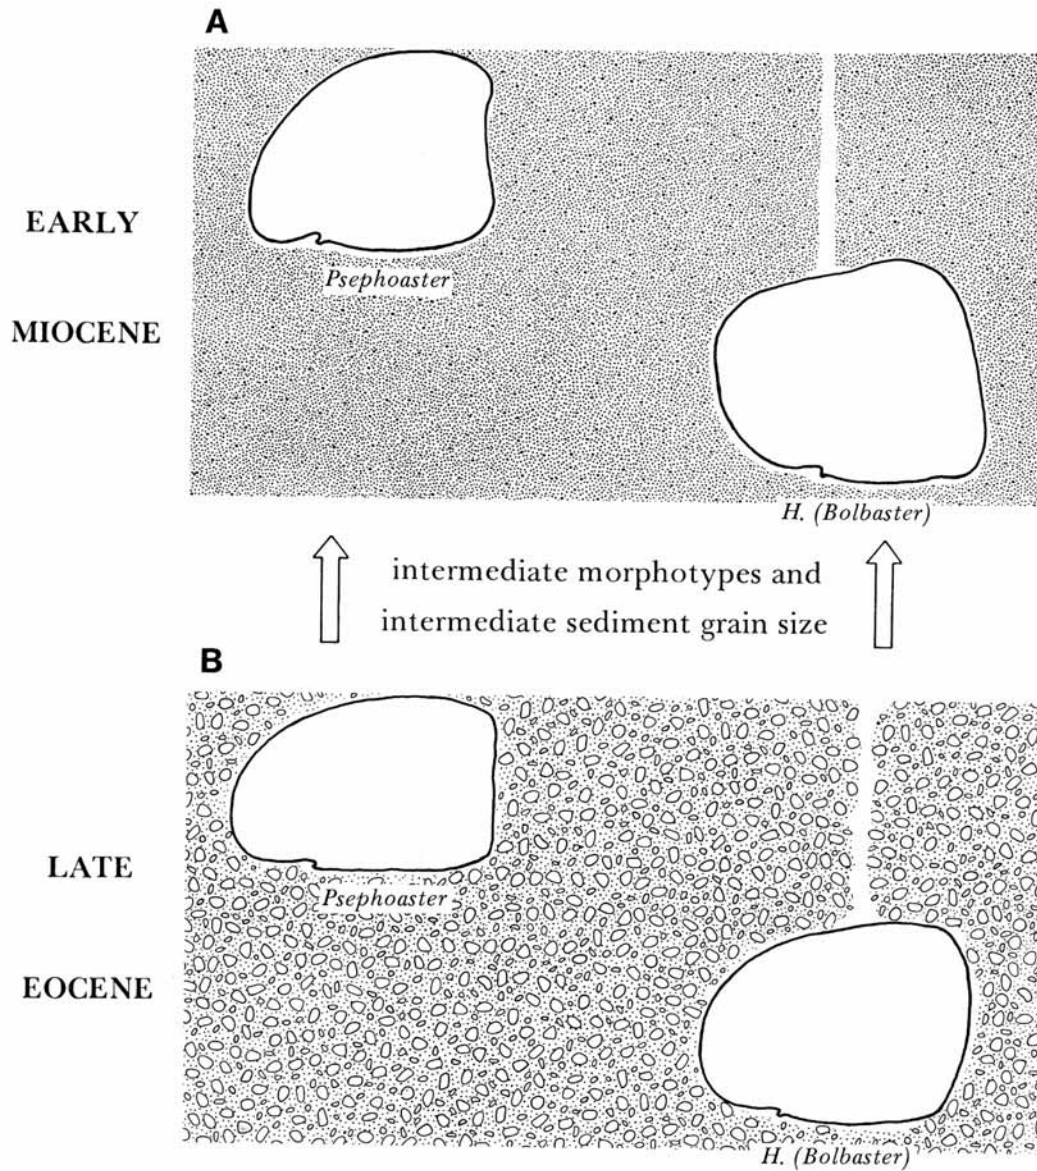 A
EARLY
MIOCENE
Psephoaster
H. (Bolbaster)
intermediate morphotypes and
intermediate sediment grain size
B
LATE
EOCENE
Psephoaster
H. (Bolbaster)